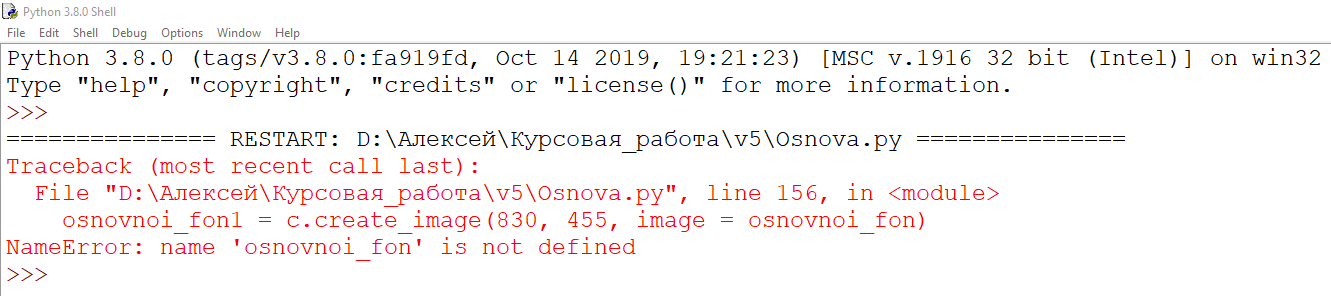 Python 3.8.0 Shell
File Edit Shell Debug Options Window Help
Python 3.8.0 (tags/v3.8.0:fa919fd, Oct 14 2019, 19:21:23) [MSC v.1916 32 bit (Intel)] on win32
Type "help", "copyright", "credits" or "license()" for more information.
>>>
=============== RESTART: D:\Алексей\Курсовая_работа\v5\Osnova.py ===============
Traceback (most recent call last):
  File "D:\Алексей\Курсовая_работа\v5\Osnova.py", line 156, in <module>
    osnovnoi_fon1 = c.create_image(830, 455, image = osnovnoi_fon)
NameError: name 'osnovnoi_fon' is not defined
>>>